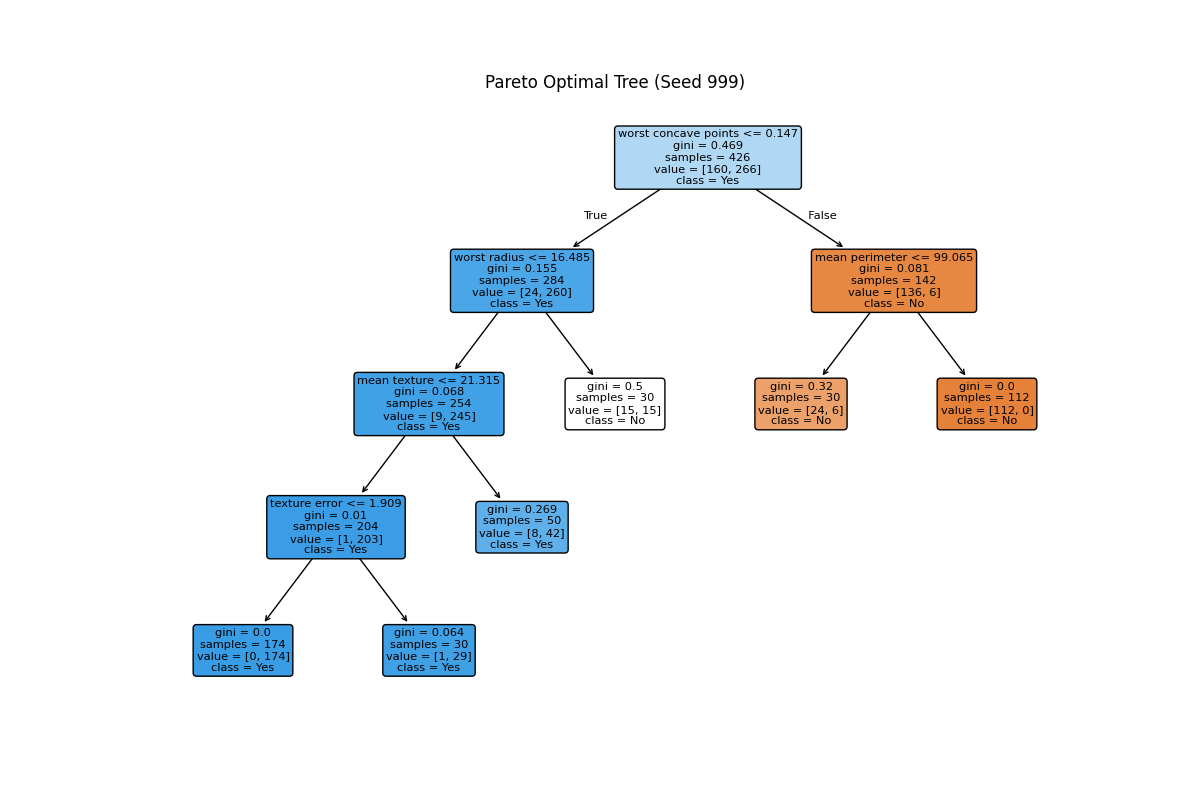 Pareto Optimal Tree (Seed 999)
worst concave points <= 0.147
gini = 0.469
samples = 426
value = [160, 266]
class = Yes
True
False
worst radius <= 16.485
gini = 0.155
samples = 284
value = [24, 260]
class = Yes
mean perimeter <= 99.065
gini = 0.081
samples = 142
value = [136, 6]
class = No
mean texture <= 21.315
gini = 0.068
samples = 254
value = [9, 245]
class = Yes
gini = 0.5
samples = 30
value = [15, 15]
class = No
gini = 0.32
samples = 30
value = [24, 6]
class = No
gini = 0.0
samples = 112
value = [112, 0]
class = No
texture error <= 1.909
gini = 0.01
samples = 204
value = [1, 203]
class = Yes
gini = 0.269
samples = 50
value = [8, 42]
class = Yes
gini = 0.0
samples = 174
value = [0, 174]
class = Yes
gini = 0.064
samples = 30
value = [1, 29]
class = Yes